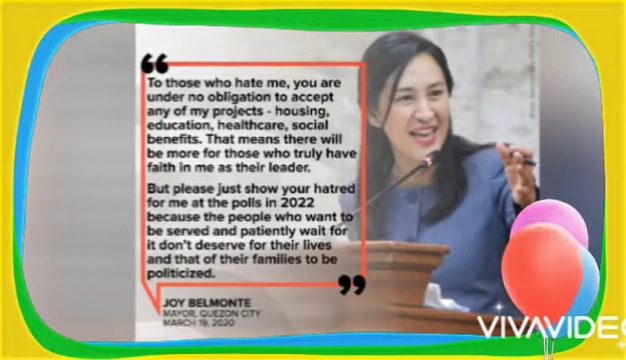 To those who hate me, you are
under no obligation to accept
any of my projects - housing,
education, healthcare, social
benefits. That means there will
be more for those who truly have
faith in me as their leader.
But please just show your hatred
for me at the polls in 2022
because the people who want to
be served and patiently wait for
it don't deserve for their lives
and that of their families to be
politicized.
JOY BELMONTE
MAYOR, QUEZON CITY
MARCH 19, 2020
VIVAVIDEO